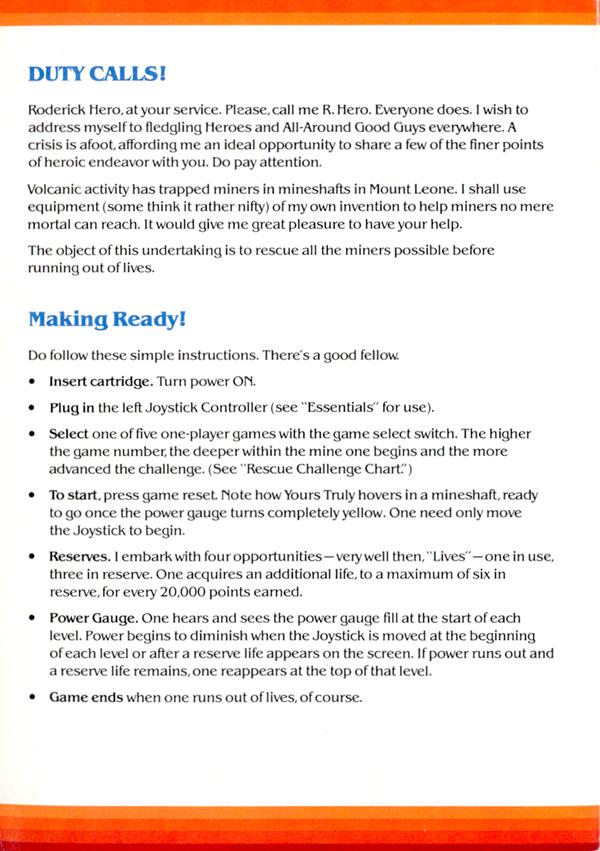 DUTY CALLS!
Roderick Hero, at your service. Please, call me R. Hero. Everyone does. I wish to
address myself to fledgling Heroes and All-Around Good Guys everywhere. A
crisis is afoot, affording me an ideal opportunity to share a few of the finer points
of heroic endeavor with you. Do pay attention.
Volcanic activity has trapped miners in mineshafts in Mount Leone. I shall use
equipment (some think it rather nifty) of my own invention to help miners no mere
mortal can reach. It would give me great pleasure to have your help.
The object of this undertaking is to rescue all the miners possible before
running out of lives.
Making Ready!
Do follow these simple instructions. There's a good fellow.
• Insert cartridge. Turn power ON.
• Plug in the left Joystick Controller (see "Essentials" for use).
• Select one of five one-player games with the game select switch. The higher
the game number, the deeper within the mine one begins and the more
advanced the challenge. (See "Rescue Challenge Chart.")
• To start, press game reset. Note how Yours Truly hovers in a mineshaft, ready
to go once the power gauge turns completely yellow. One need only move
the Joystick to begin.
• Reserves. I embark with four opportunities—very well then, "Lives"—one in use,
three in reserve. One acquires an additional life, to a maximum of six in
reserve, for every 20,000 points earned.
• Power Gauge. One hears and sees the power gauge fill at the start of each
level. Power begins to diminish when the Joystick is moved at the beginning
of each level or after a reserve life appears on the screen. If power runs out and
a reserve life remains, one reappears at the top of that level.
• Game ends when one runs out of lives, of course.